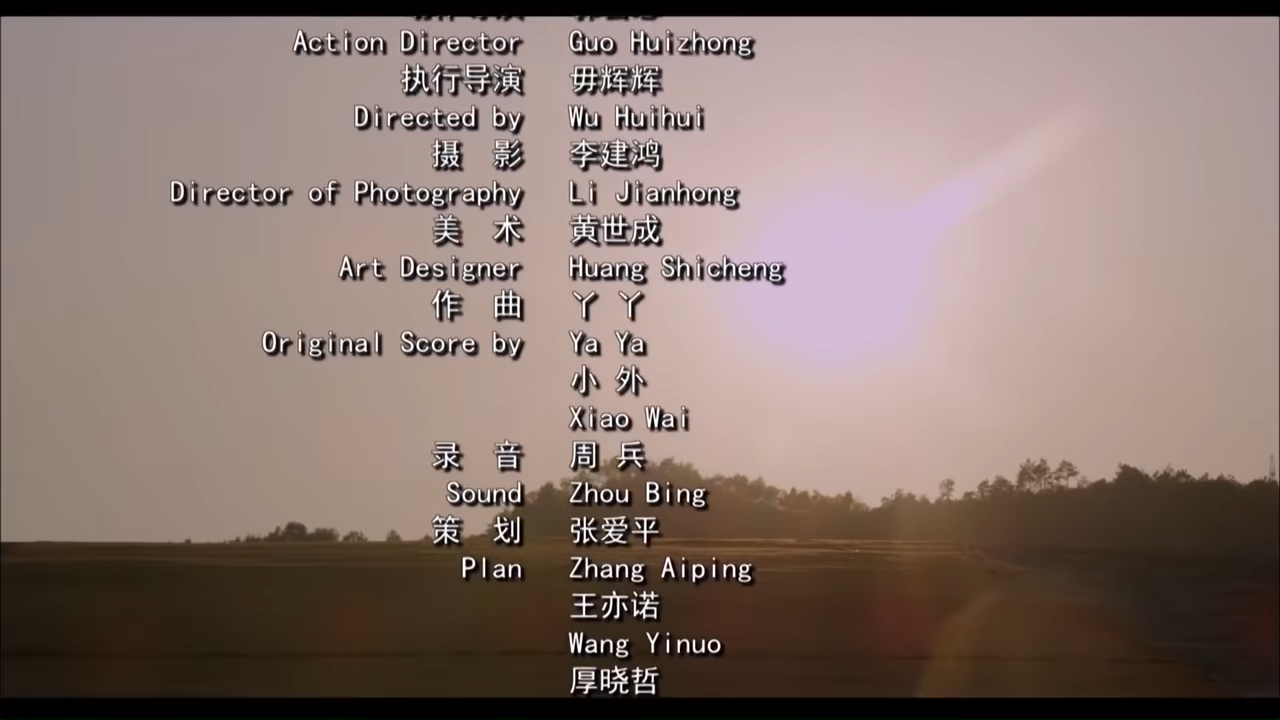 Action Director Guo Huizhong
执行导演 毋辉辉
Directed by Wu Huihui
摄 影 李建鸿
Director of Photography Li Jianhong
美 术 黄世成
Art Designer Huang Shicheng
作 曲 丫 丫
Original Score by Ya Ya
小 外
Xiao Wai
录 音 周 兵
Sound Zhou Bing
策 划 张爱平
Plan Zhang Aiping
王亦诺
Wang Yinuo
厚晓哲